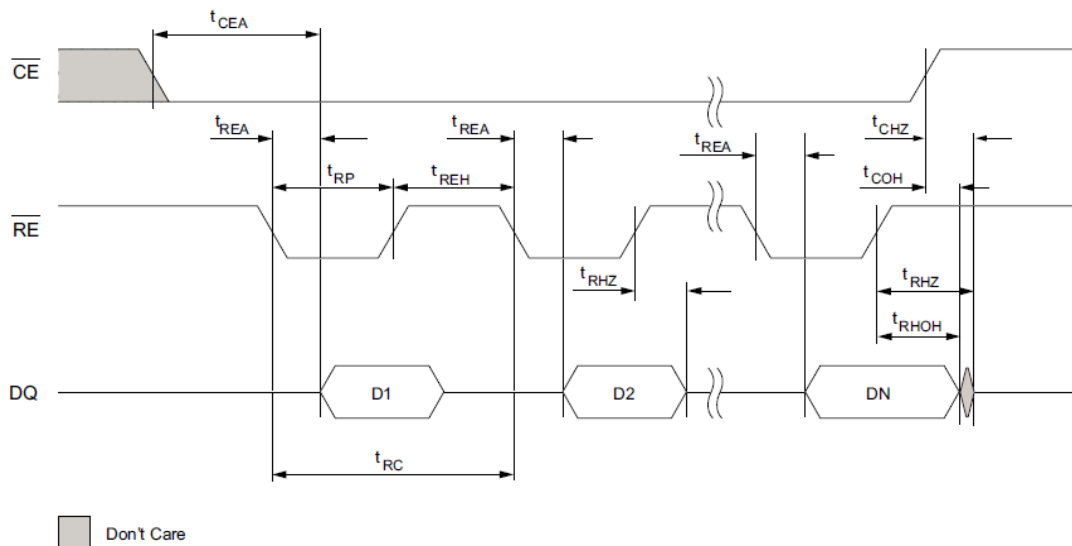 tCEA
CE
tREA
tREA
tREA
tCHZ
tRP
tREH
tCOH
RE
tRHZ
tRHZ
tRHOH
DQ
D1
D2
DN
tRC
Don't Care